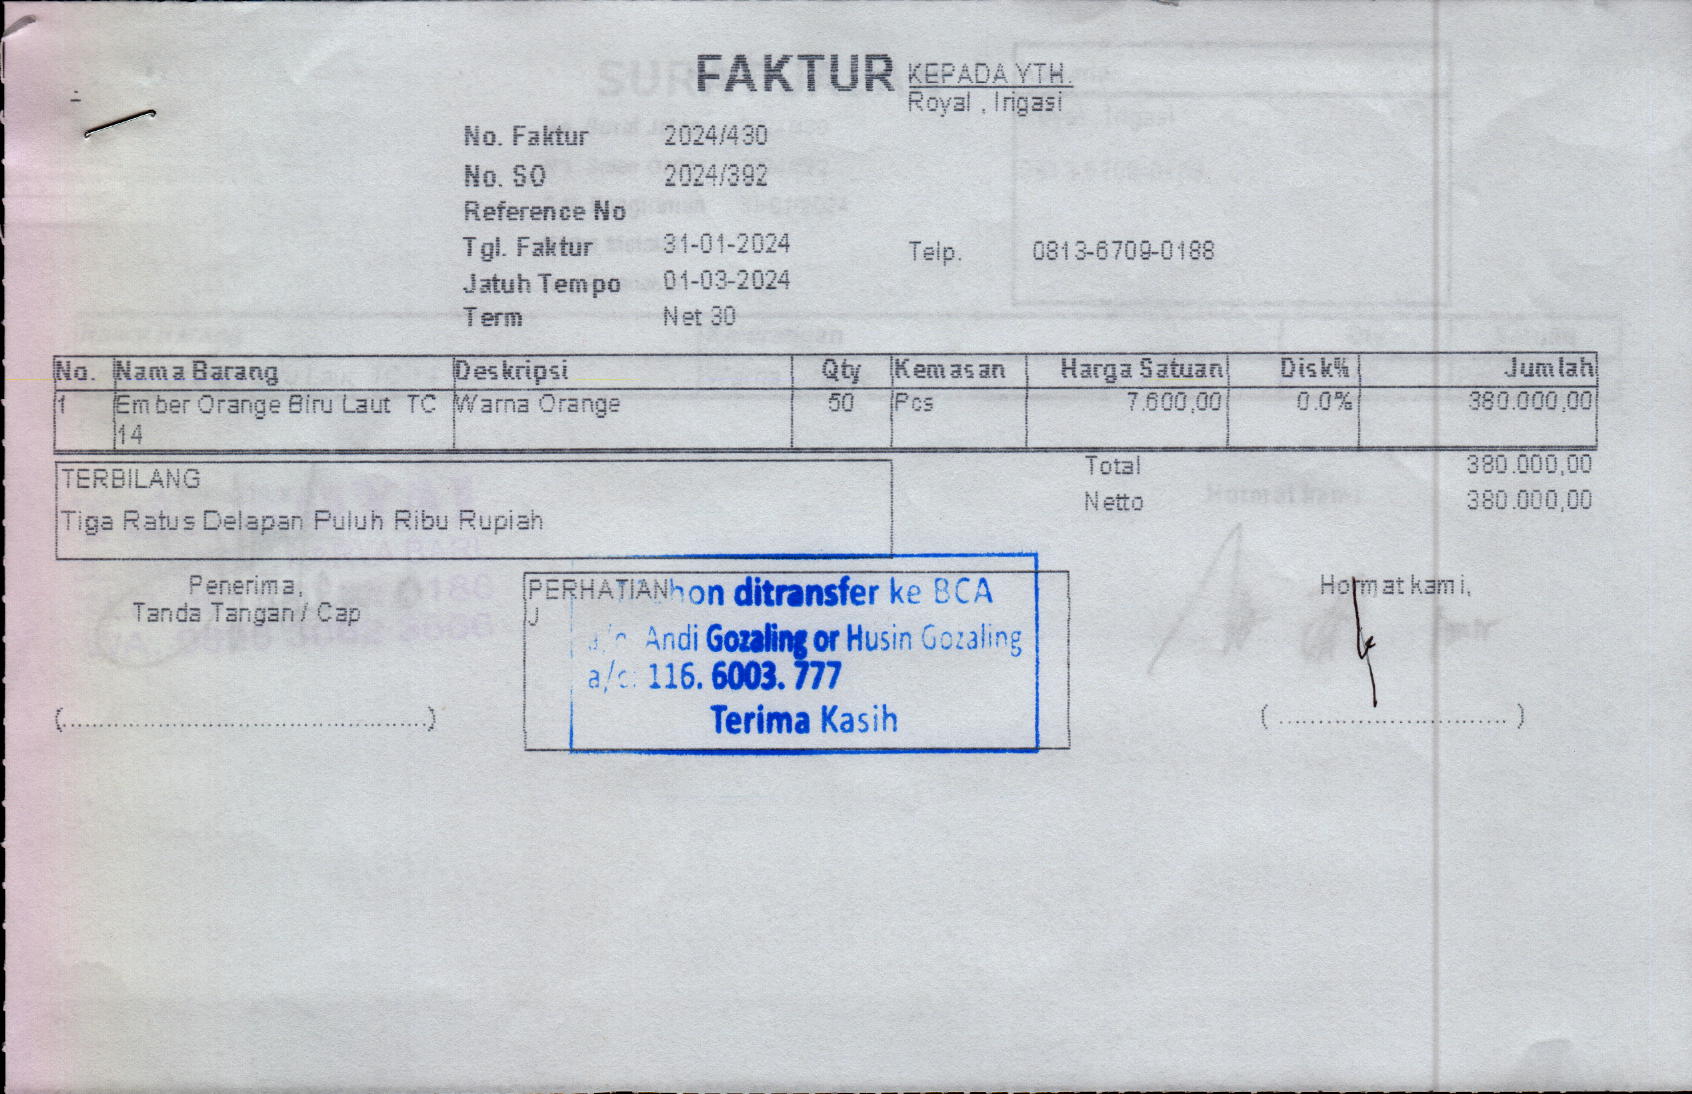 FAKTUR
KEPADA YTH.
Royal , Irigasi
No. Faktur 2024/430
No. SO 2024/392
Reference No
Tgl. Faktur 31-01-2024
Telp. 0813-6709-0188
Jatuh Tempo 01-03-2024
Term Net 30
No. Nama Barang Deskripsi Qty Kemasan Harga Satuan Disk% Jumlah
1 Ember Orange Biru Laut TC Warna Orange 50 Pcs 7.600,00 0.0% 380.000,00
14
TERBILANG
Tiga Ratus Delapan Puluh Ribu Rupiah
Total 380.000,00
Netto 380.000,00
Penerima,
Tanda Tangan / Cap
(..............................................)
PERHATIAN
hon ditransfer ke BCA
Andi Gozaling or Husin Gozaling
a/c: 116. 6003. 777
Terima Kasih
Hormat kami,
( ............................. )